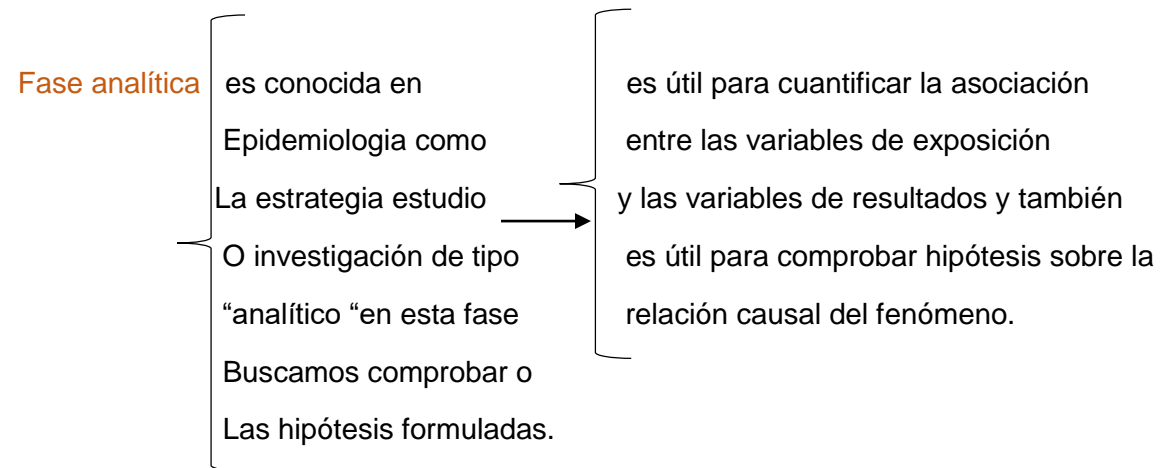 Fase analítica
es conocida en
Epidemiologia como
La estrategia estudio
O investigación de tipo
“analítico “en esta fase
Buscamos comprobar o
Las hipótesis formuladas.
es útil para cuantificar la asociación
entre las variables de exposición
y las variables de resultados y también
es útil para comprobar hipótesis sobre la
relación causal del fenómeno.